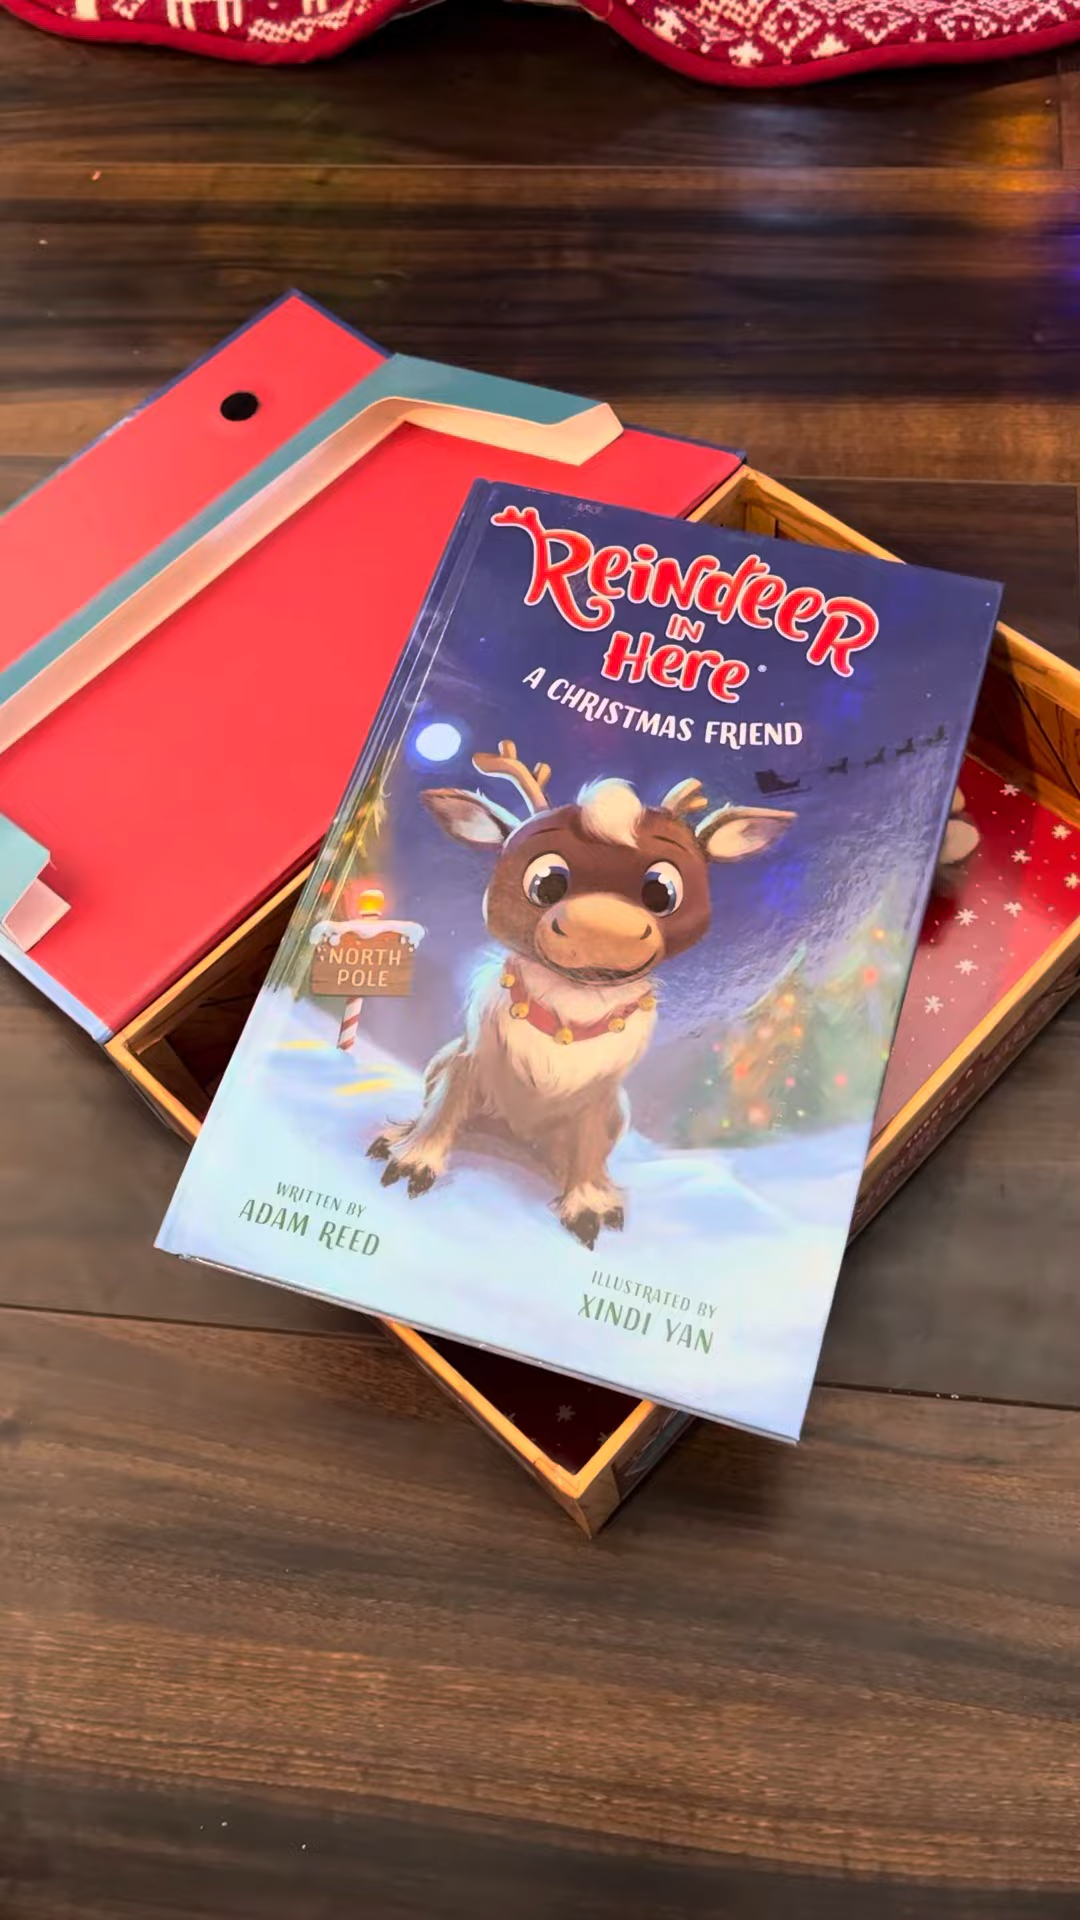 Reindeer
in
Here®
A CHRISTMAS FRIEND
NORTH
POLE
WRITTEN BY
ADAM REED
ILLUSTRATED BY
XINDI YAN